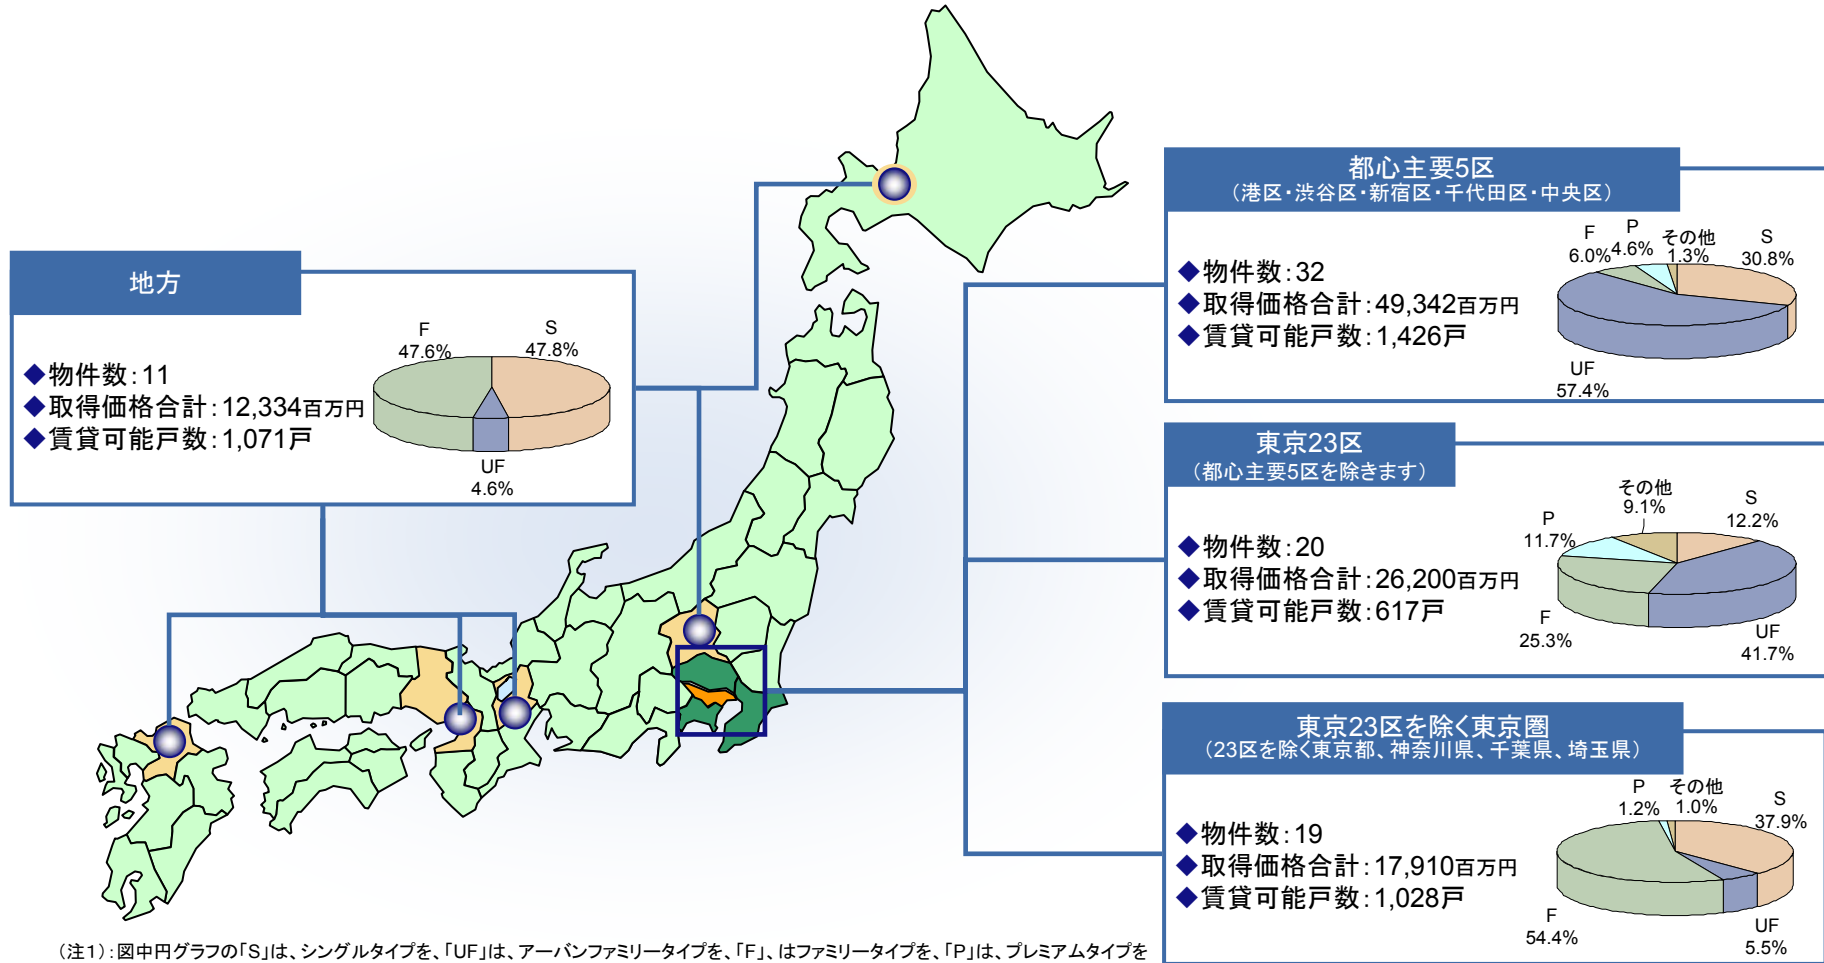 地方
◆物件数:11
◆取得価格合計:12,334百万円
◆賃貸可能戸数:1,071戸
F
47.6%
S
47.8%
UF
4.6%
都心主要5区
(港区・渋谷区・新宿区・千代田区・中央区)
◆物件数:32
◆取得価格合計:49,342百万円
◆賃貸可能戸数:1,426戸
F
6.0%
P
4.6%
その他
1.3%
S
30.8%
UF
57.4%
東京23区
(都心主要5区を除きます)
◆物件数:20
◆取得価格合計:26,200百万円
◆賃貸可能戸数:617戸
その他
9.1%
S
12.2%
P
11.7%
F
25.3%
UF
41.7%
東京23区を除く東京圏
(23区を除く東京都、神奈川県、千葉県、埼玉県)
◆物件数:19
◆取得価格合計:17,910百万円
◆賃貸可能戸数:1,028戸
P
1.2%
その他
1.0%
S
37.9%
F
54.4%
UF
5.5%
(注1):図中円グラフの「S」は、シングルタイプを、「UF」は、アーバンファミリータイプを、「F」、はファミリータイプを、「P」は、プレミアムタイプを